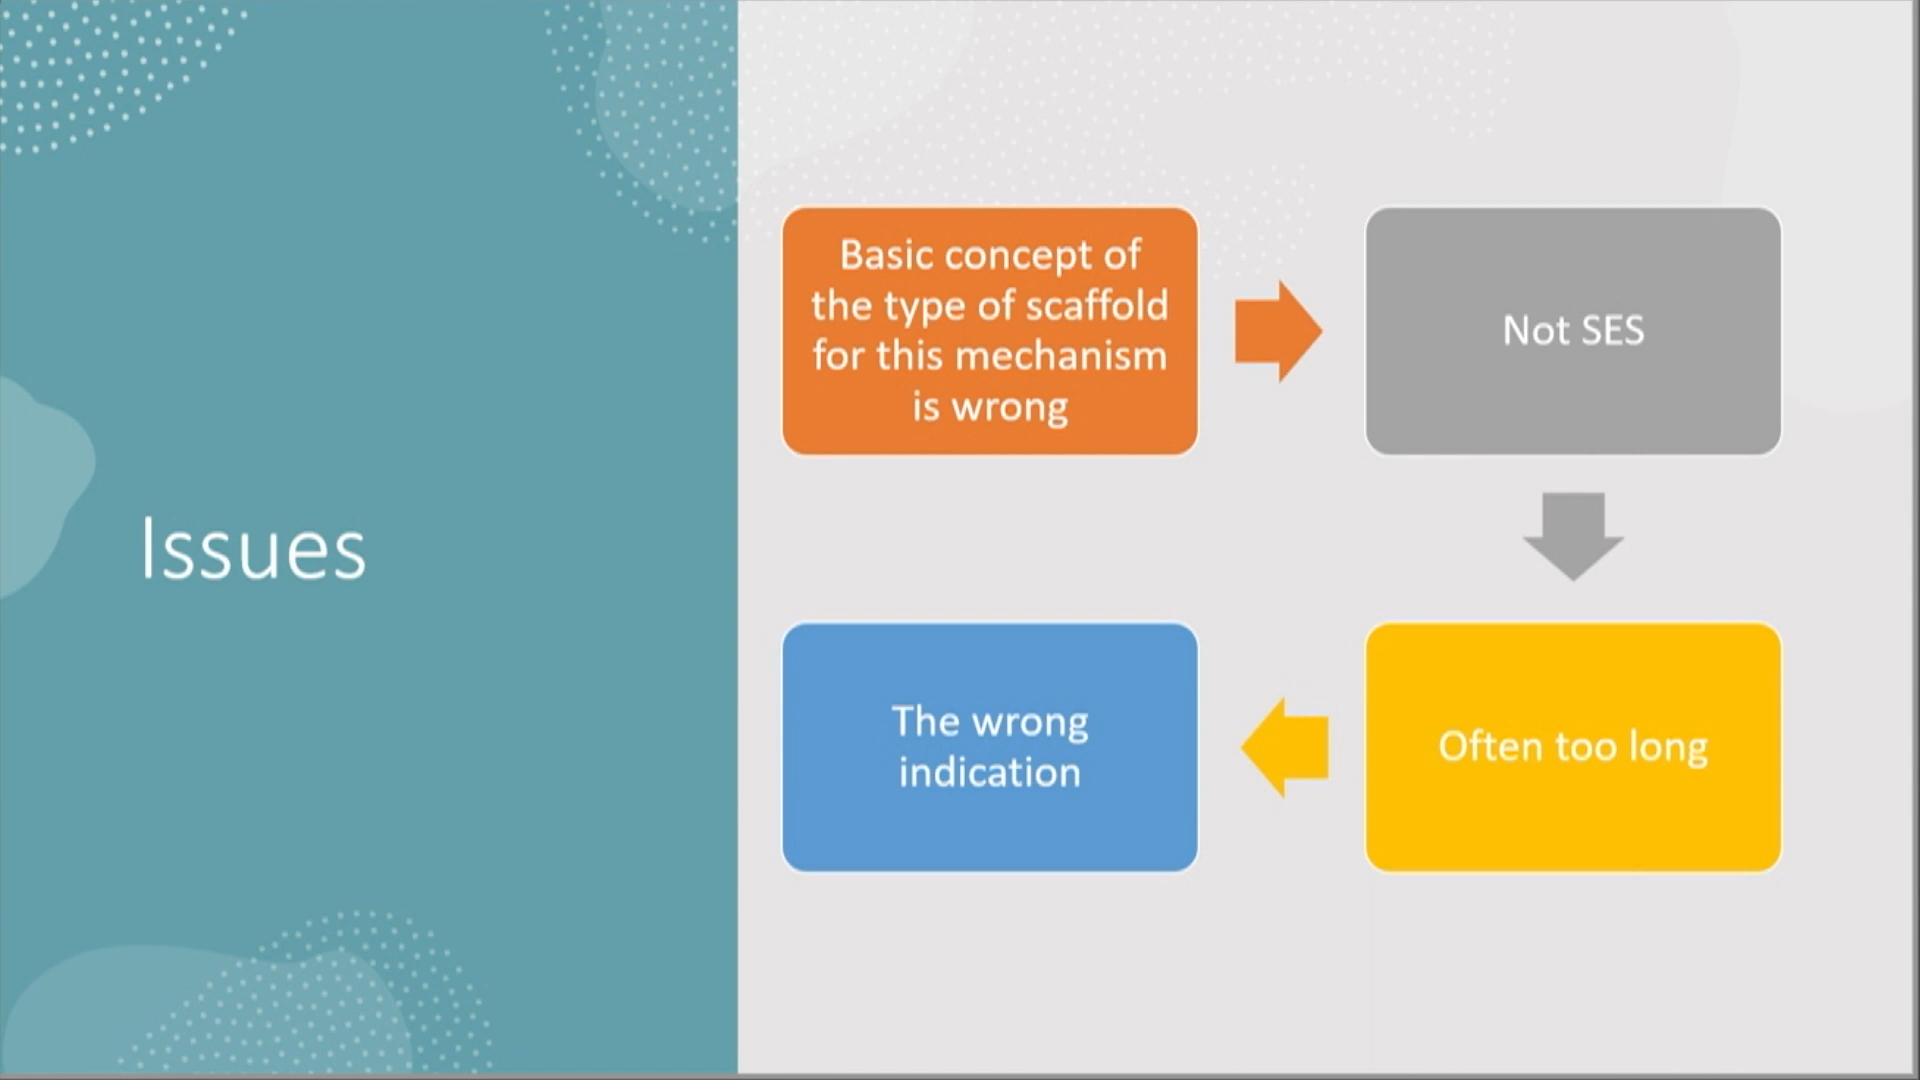 Issues
Basic concept of
the type of scaffold
for this mechanism
is wrong
Not SES
Often too long
The wrong
indication